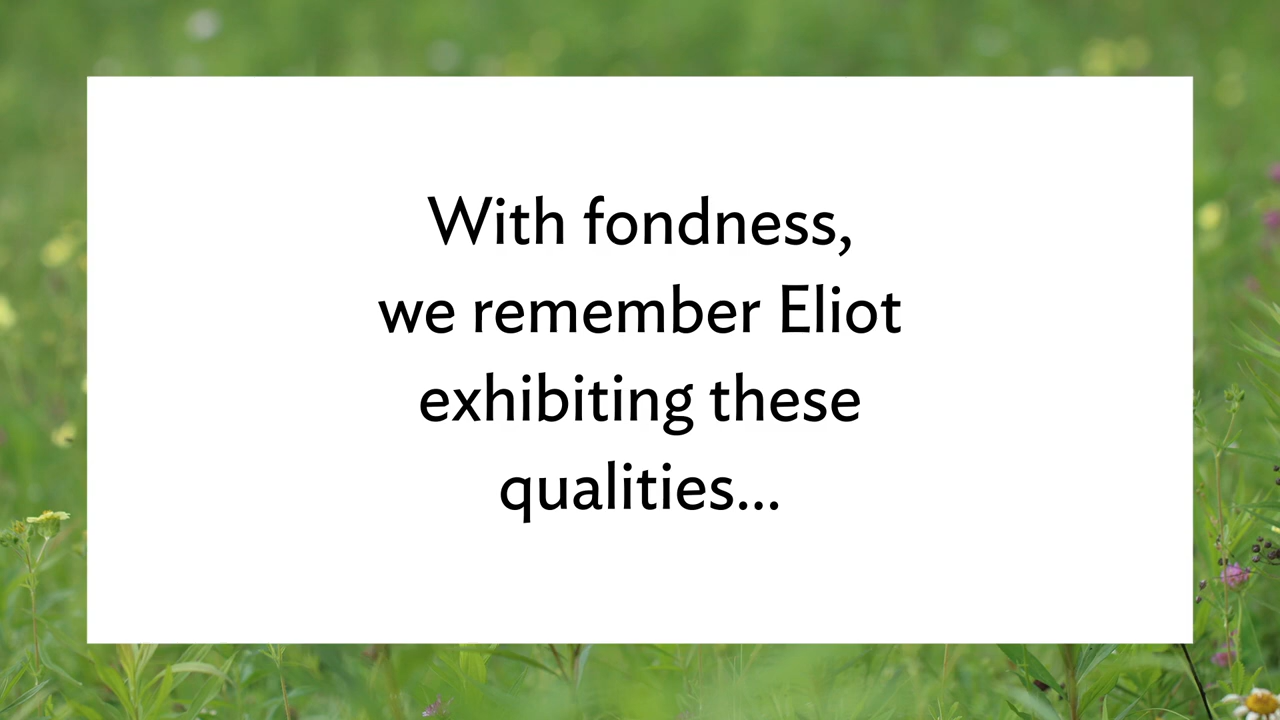 With fondness,
we remember Eliot
exhibiting these
qualities...